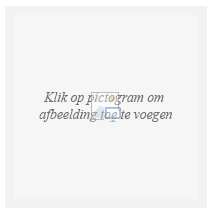 Klik op pictogram om
afbeelding toe te voegen